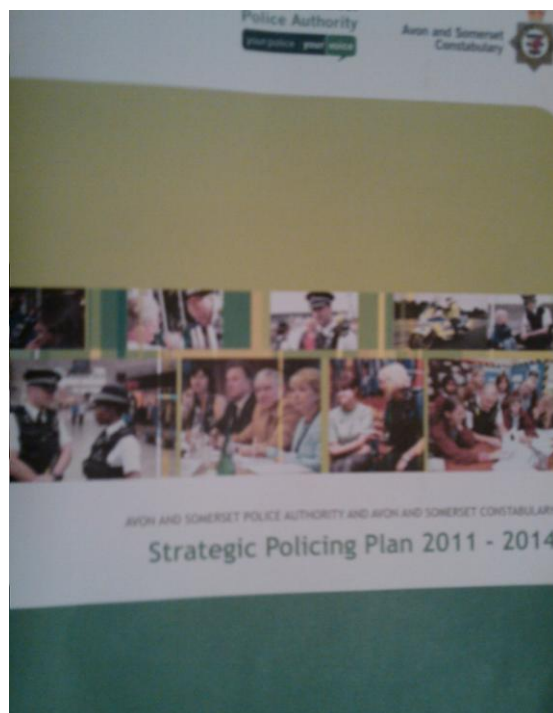 Police Authority
your police your voice
Avon and Somerset
Constabulary
AVON AND SOMERSET POLICE AUTHORITY AND AVON AND SOMERSET CONSTABULARY
Strategic Policing Plan 2011 - 2014